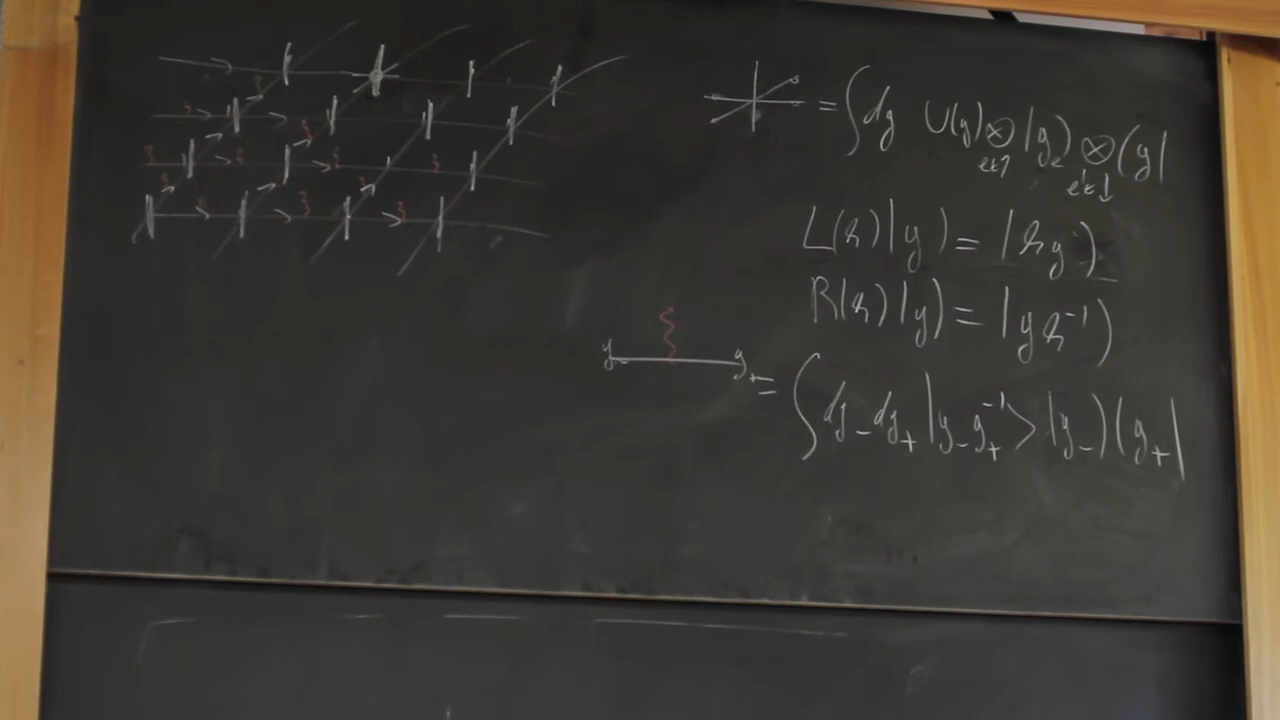 = ∫ dg U(g) ⊗ |g) ⊗ (g|
L(h)|g) = |hg)
R(h)|g) = |gh⁻¹)
g₋ g₊ = ∫ dg₋ dg₊ |g₋ g₊⁻¹> |g₋)(g₊|